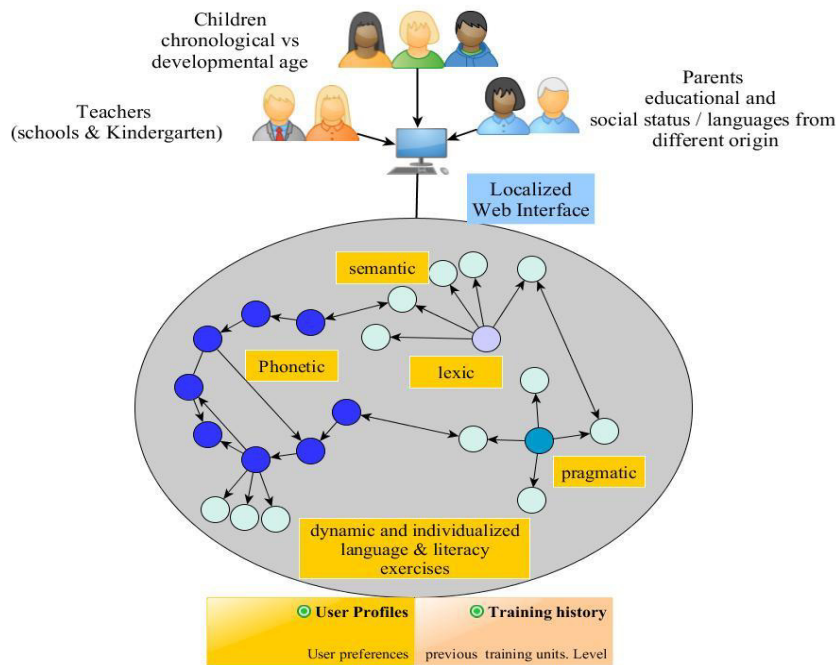 Children
chronological vs
developmental age
Teachers
(schools & Kindergarten)
Parents
educational and
social status / languages from
different origin
Localized
Web Interface
semantic
Phonetic
lexic
pragmatic
dynamic and individualized
language & literacy
exercises
User Profiles
User preferences
Training history
previous training units. Level